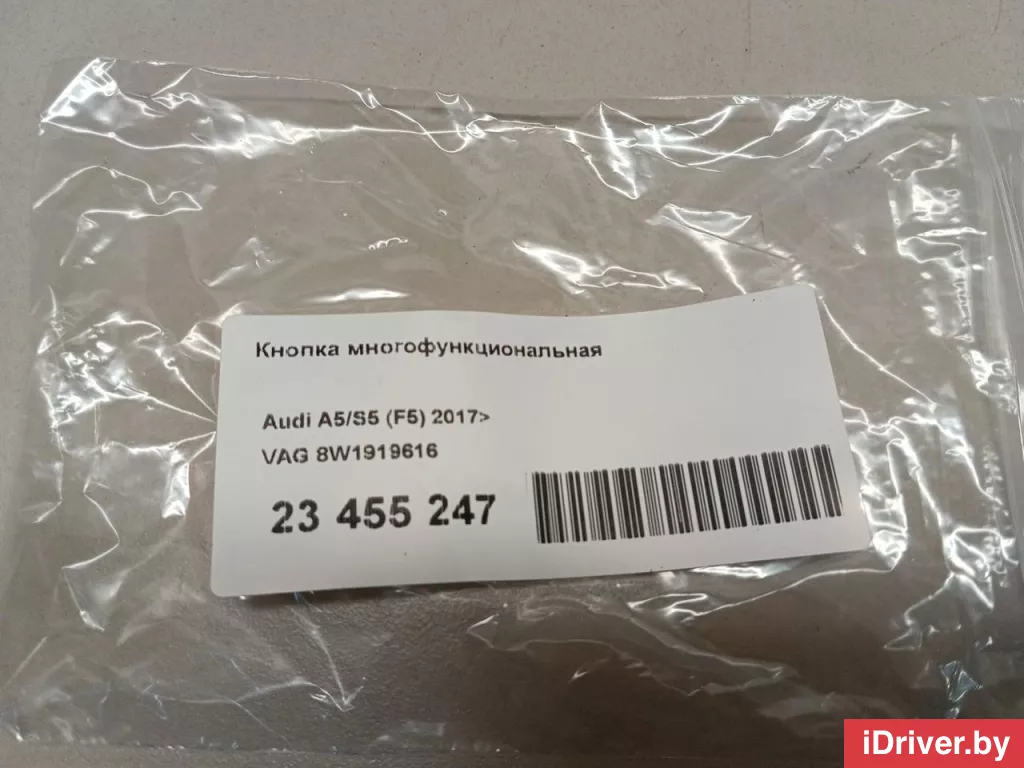 Кнопка многофункциональная
Audi A5/S5 (F5) 2017>
VAG 8W1919616
23 455 247
iDriver.by